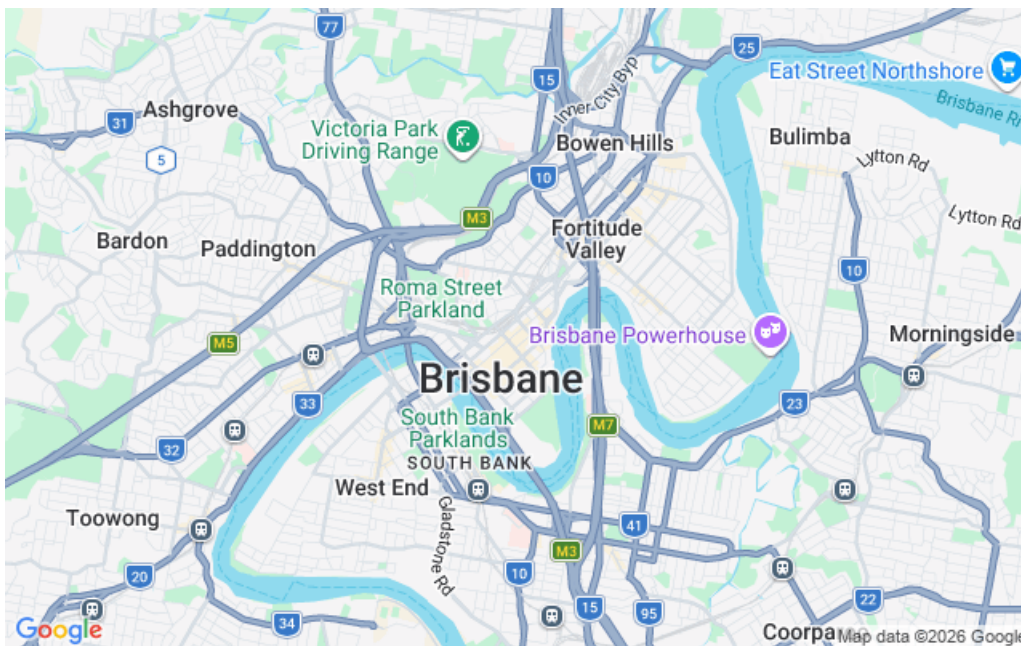 77
15
25
Eat Street Northshore
Inner City Byp
Brisbane Ri
Ashgrove
31
Victoria Park
Driving Range
Bowen Hills
Bulimba
5
Lytton Rd
10
M3
Lytton Rd
Bardon
Paddington
Fortitude
Valley
10
Roma Street
Parkland
Brisbane Powerhouse
Morningside
M5
Brisbane
33
23
South Bank
Parklands
M7
32
SOUTH BANK
West End
Toowong
Gladstone Rd
41
M3
20
10
15
95
22
34
Google
Coorpa
Map data ©2026 Google